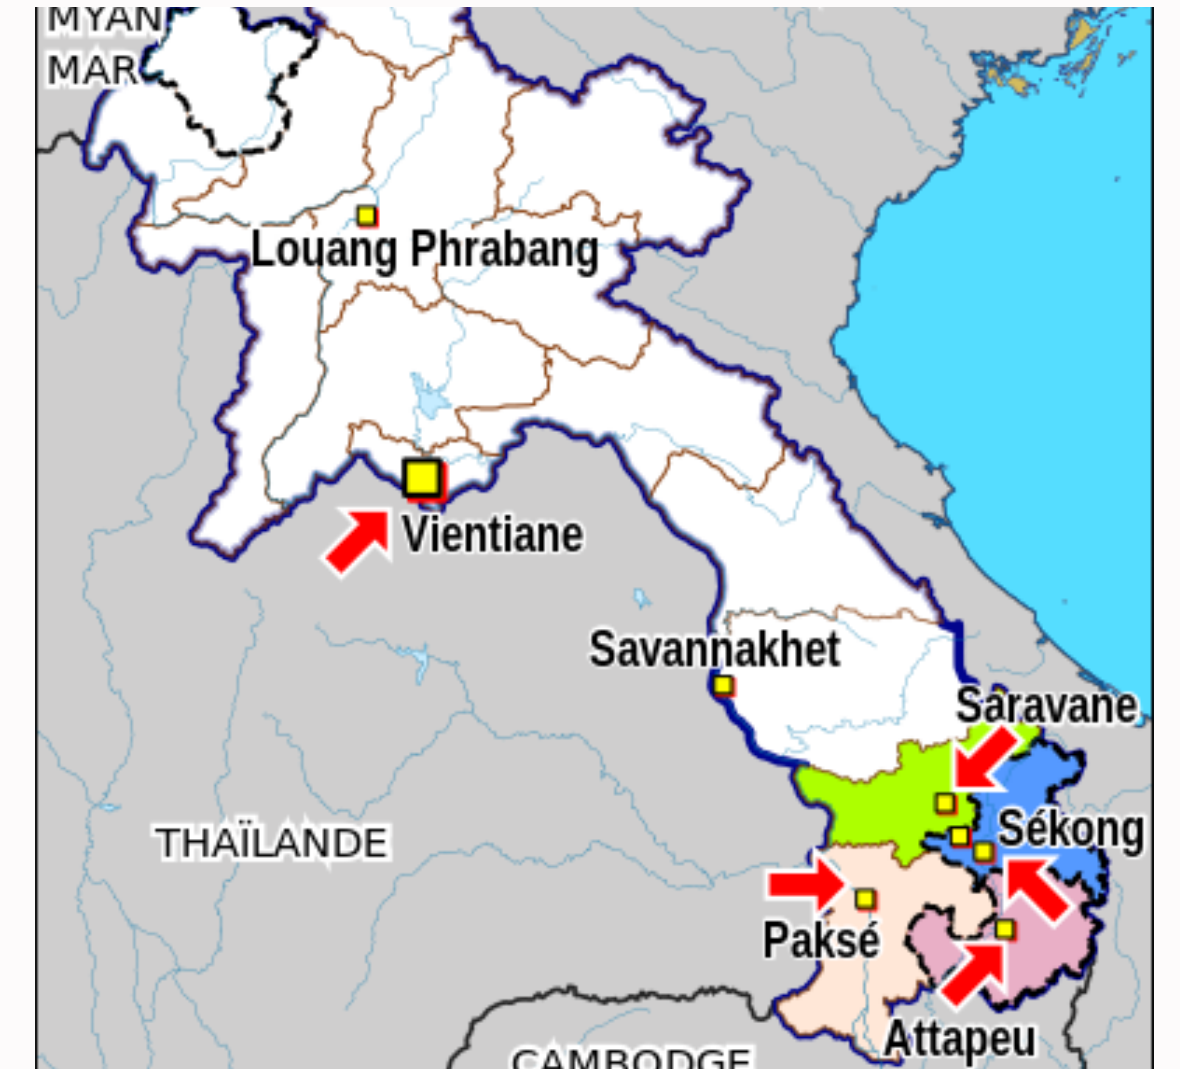 MYAN
MAR
Louang Phrabang
Vientiane
Savannakhet
Saravane
Sékong
THAÏLANDE
Paksé
Attapeu
CAMBODGE